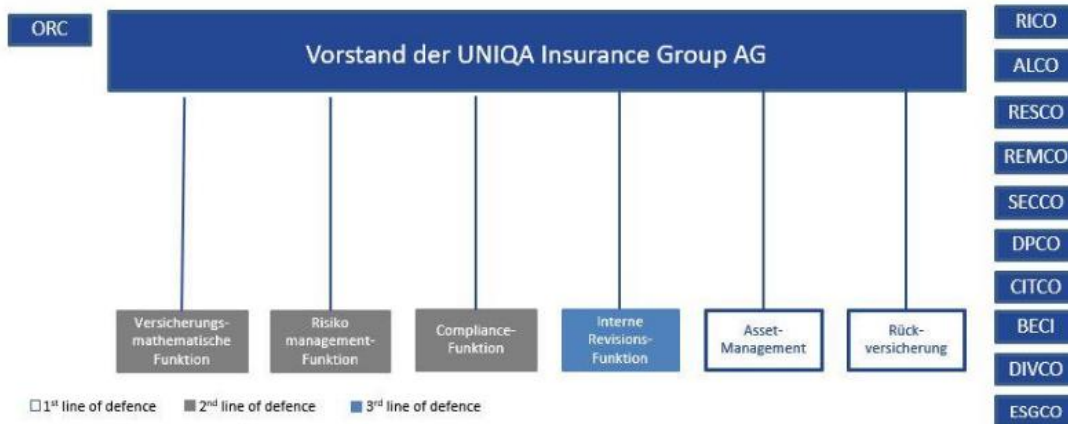 ORC
Vorstand der UNIQA Insurance Group AG
RICO
ALCO
RESCO
REMCO
SECCO
DPCO
CITCO
BECI
DIVCO
ESGCO
Versicherungs-
mathematische
Funktion
Risiko
management-
Funktion
Compliance-
Funktion
Interne
Revisions-
Funktion
Asset-
Management
Rück-
versicherung
1st line of defence
2nd line of defence
3rd line of defence